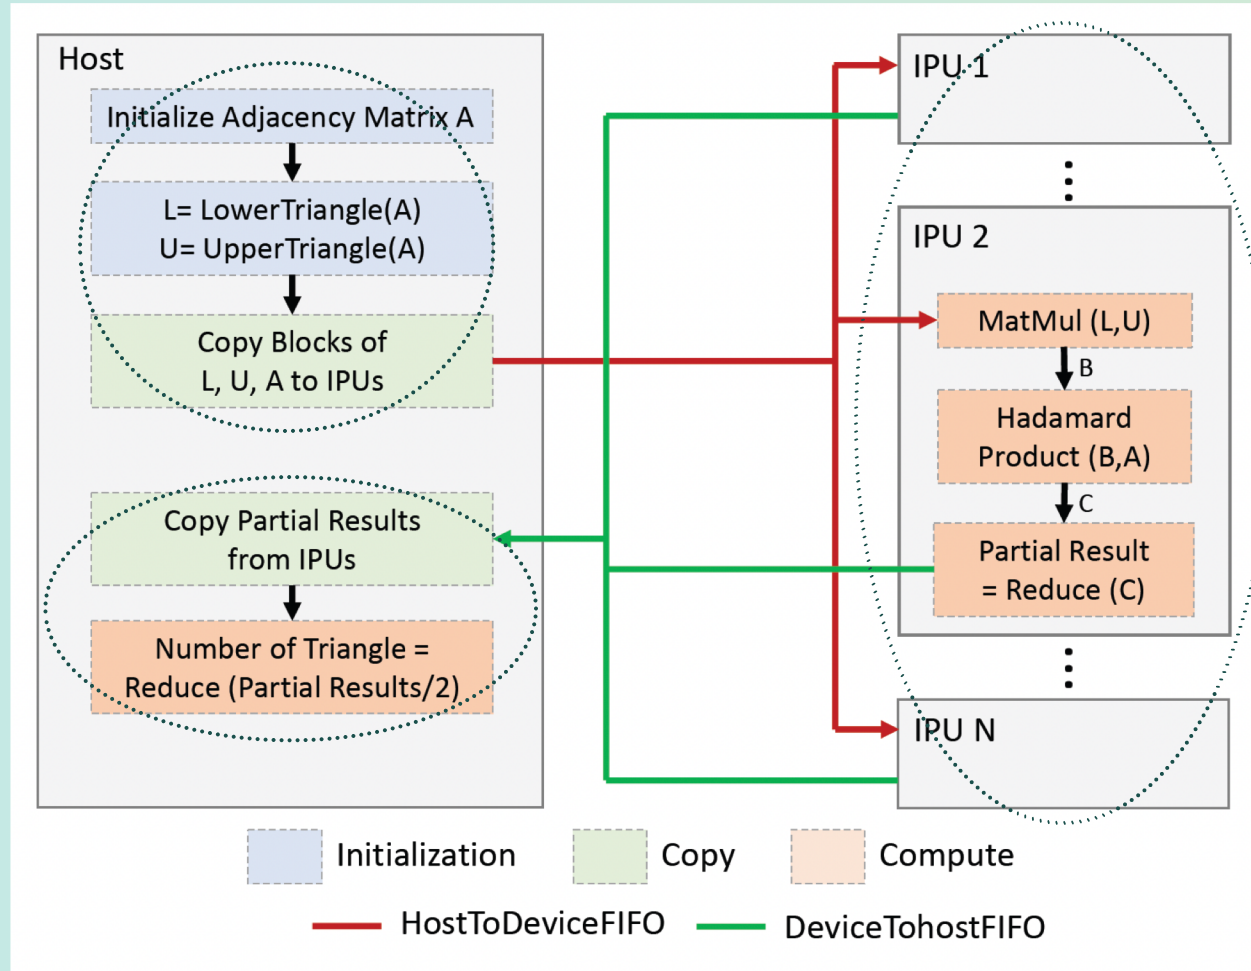 Host
Initialize Adjacency Matrix A
L= LowerTriangle(A)
U= UpperTriangle(A)
Copy Blocks of
L, U, A to IPUs
Copy Partial Results
from IPUs
Number of Triangle =
Reduce (Partial Results/2)
IPU 1
IPU 2
MatMul (L,U)
B
Hadamard
Product (B,A)
C
Partial Result
= Reduce (C)
IPU N
Initialization
Copy
Compute
HostToDeviceFIFO
DeviceTohostFIFO